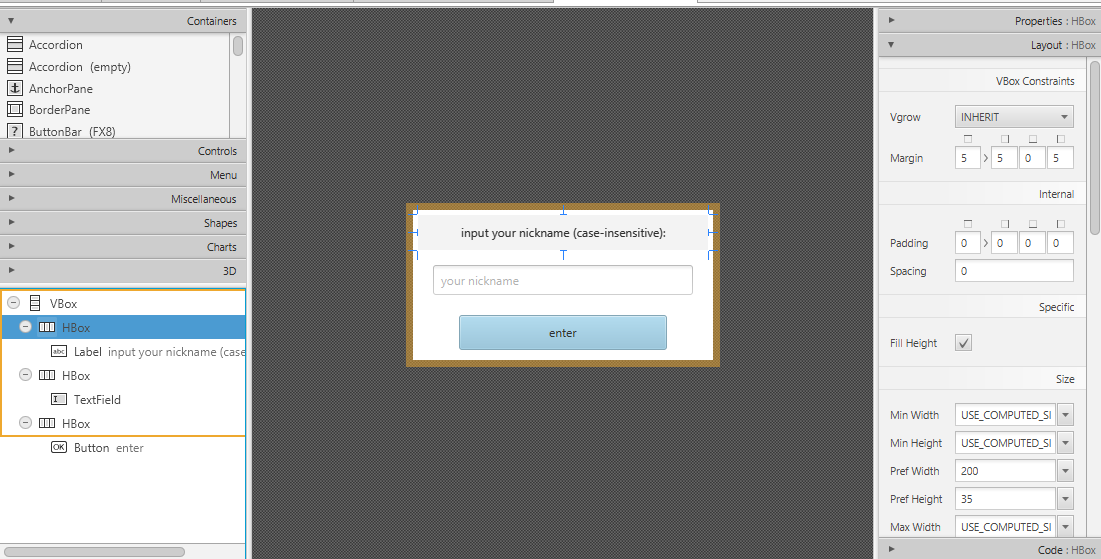 Containers
Accordion
Accordion (empty)
AnchorPane
BorderPane
ButtonBar (FX8)
Controls
Menu
Miscellaneous
Shapes
Charts
3D
VBox
HBox
abc Label input your nickname (case
HBox
TextField
HBox
OK Button enter
input your nickname (case-insensitive):
your nickname
enter
Properties : HBox
Layout : HBox
VBox Constraints
Vgrow INHERIT
Margin 5 5 0 5
Internal
Padding 0 0 0 0
Spacing 0
Specific
Fill Height
Size
Min Width USE_COMPUTED_SI
Min Height USE_COMPUTED_SI
Pref Width 200
Pref Height 35
Max Width USE_COMPUTED_SI
Code : HBox